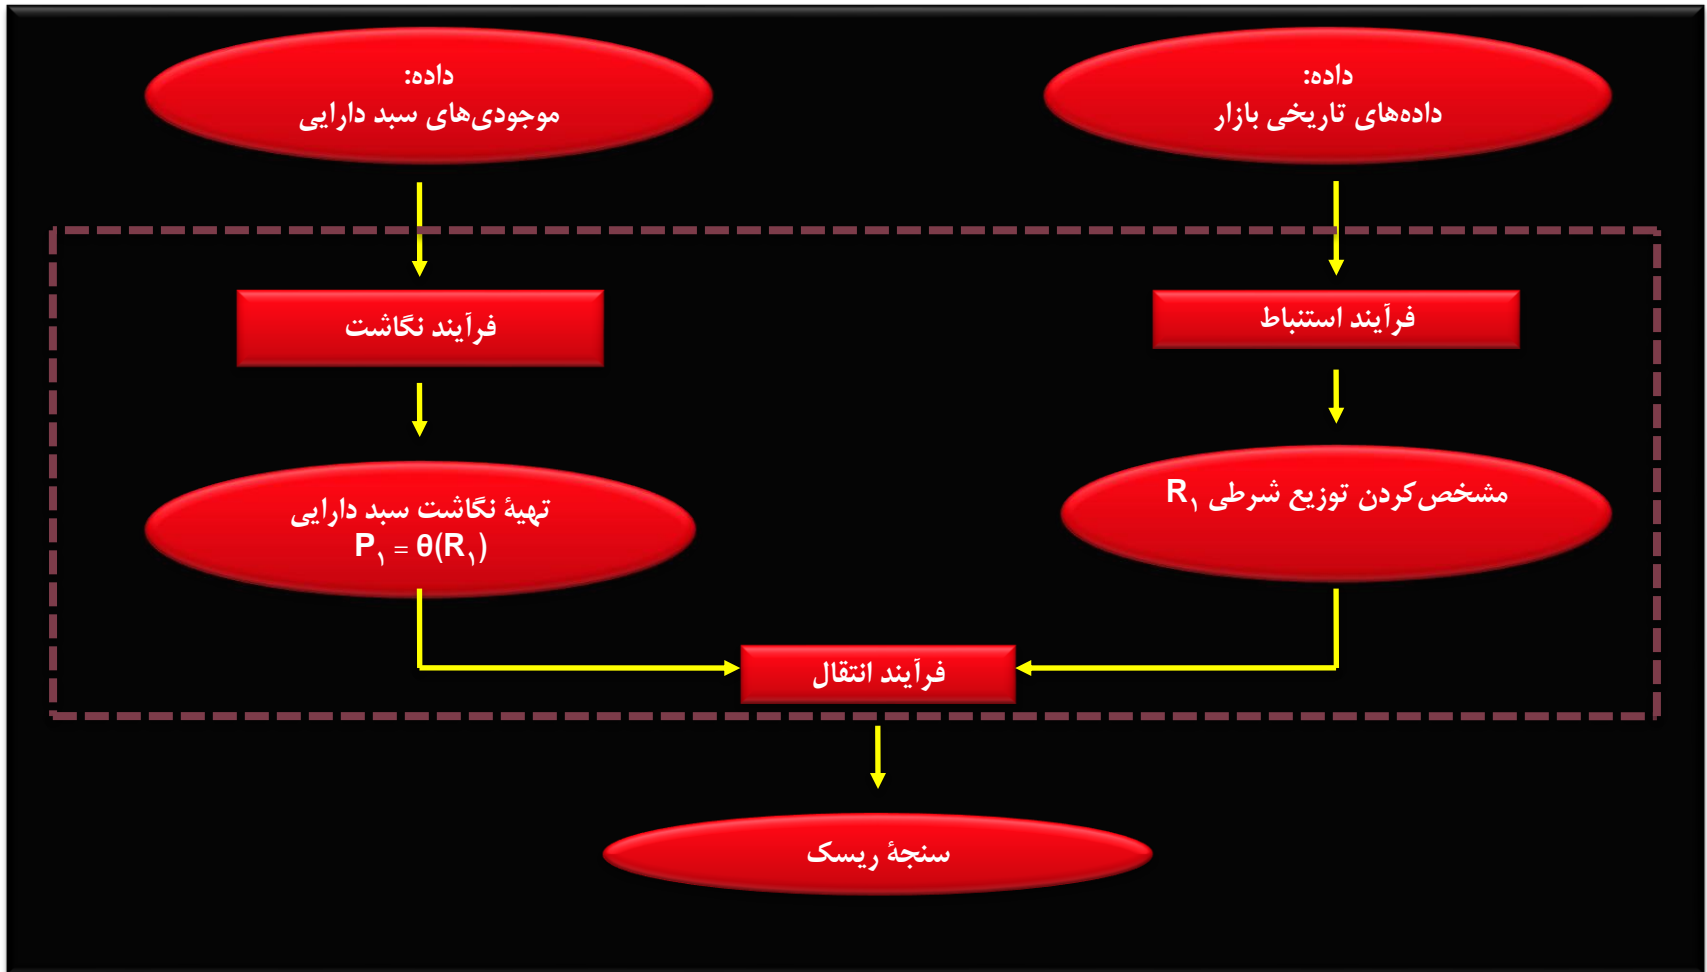 داده:
داده‌های تاریخی بازار
داده:
موجودی‌های سبد دارایی
فرآیند استنباط
فرآیند نگاشت
مشخص‌کردن توزیع شرطی R۱
تهیهٔ نگاشت سبد دارایی
P۱ = θ(R۱)
فرآیند انتقال
سنجهٔ ریسک